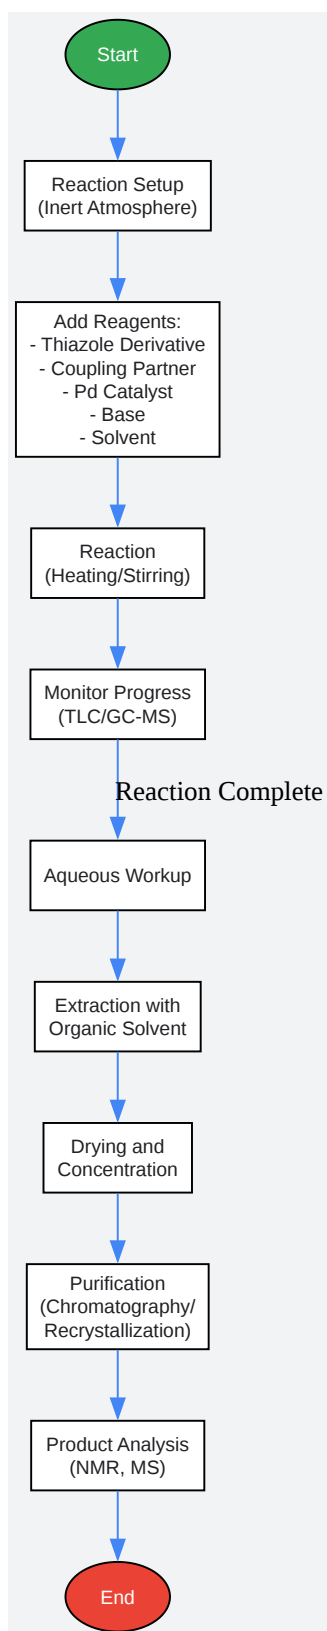 Start
Reaction Setup
(Inert Atmosphere)
Add Reagents:
- Thiazole Derivative
- Coupling Partner
- Pd Catalyst
- Base
- Solvent
Reaction
(Heating/Stirring)
Monitor Progress
(TLC/GC-MS)
Reaction Complete
Aqueous Workup
Extraction with
Organic Solvent
Drying and
Concentration
Purification
(Chromatography/
Recrystallization)
Product Analysis
(NMR, MS)
End